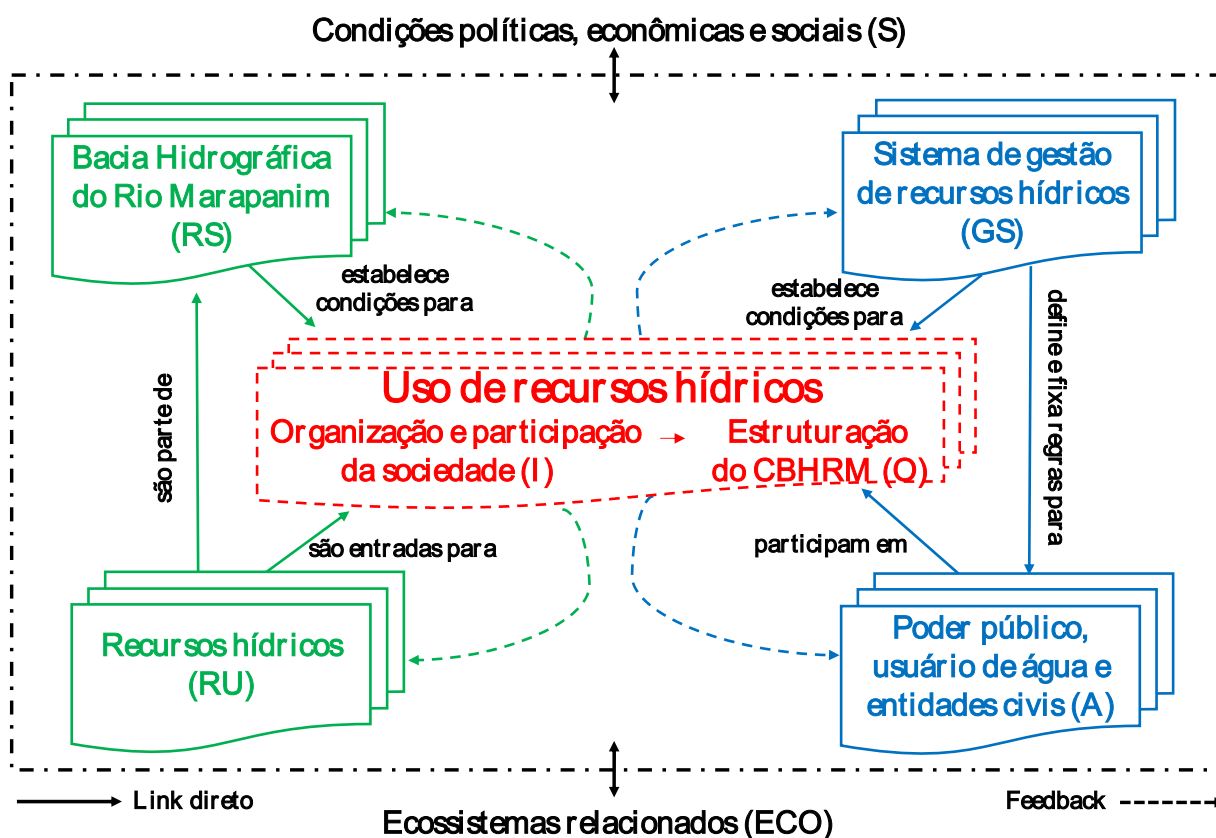 Condições políticas, econômicas e sociais (S)
Bacia Hidrográfica
do Rio Marapanim
(RS)
Sistema de gestão
de recursos hídricos
(GS)
estabelece
condições para
estabelece
condições para
define e fixa regras para
são parte de
Uso de recursos hídricos
Organização e participação
da sociedade (I)
Estruturação
do CBHRM (Q)
são entradas para
participam em
Recursos hídricos
(RU)
Poder público,
usuário de água e
entidades civis (A)
Link direto
Feedback
Ecossistemas relacionados (ECO)